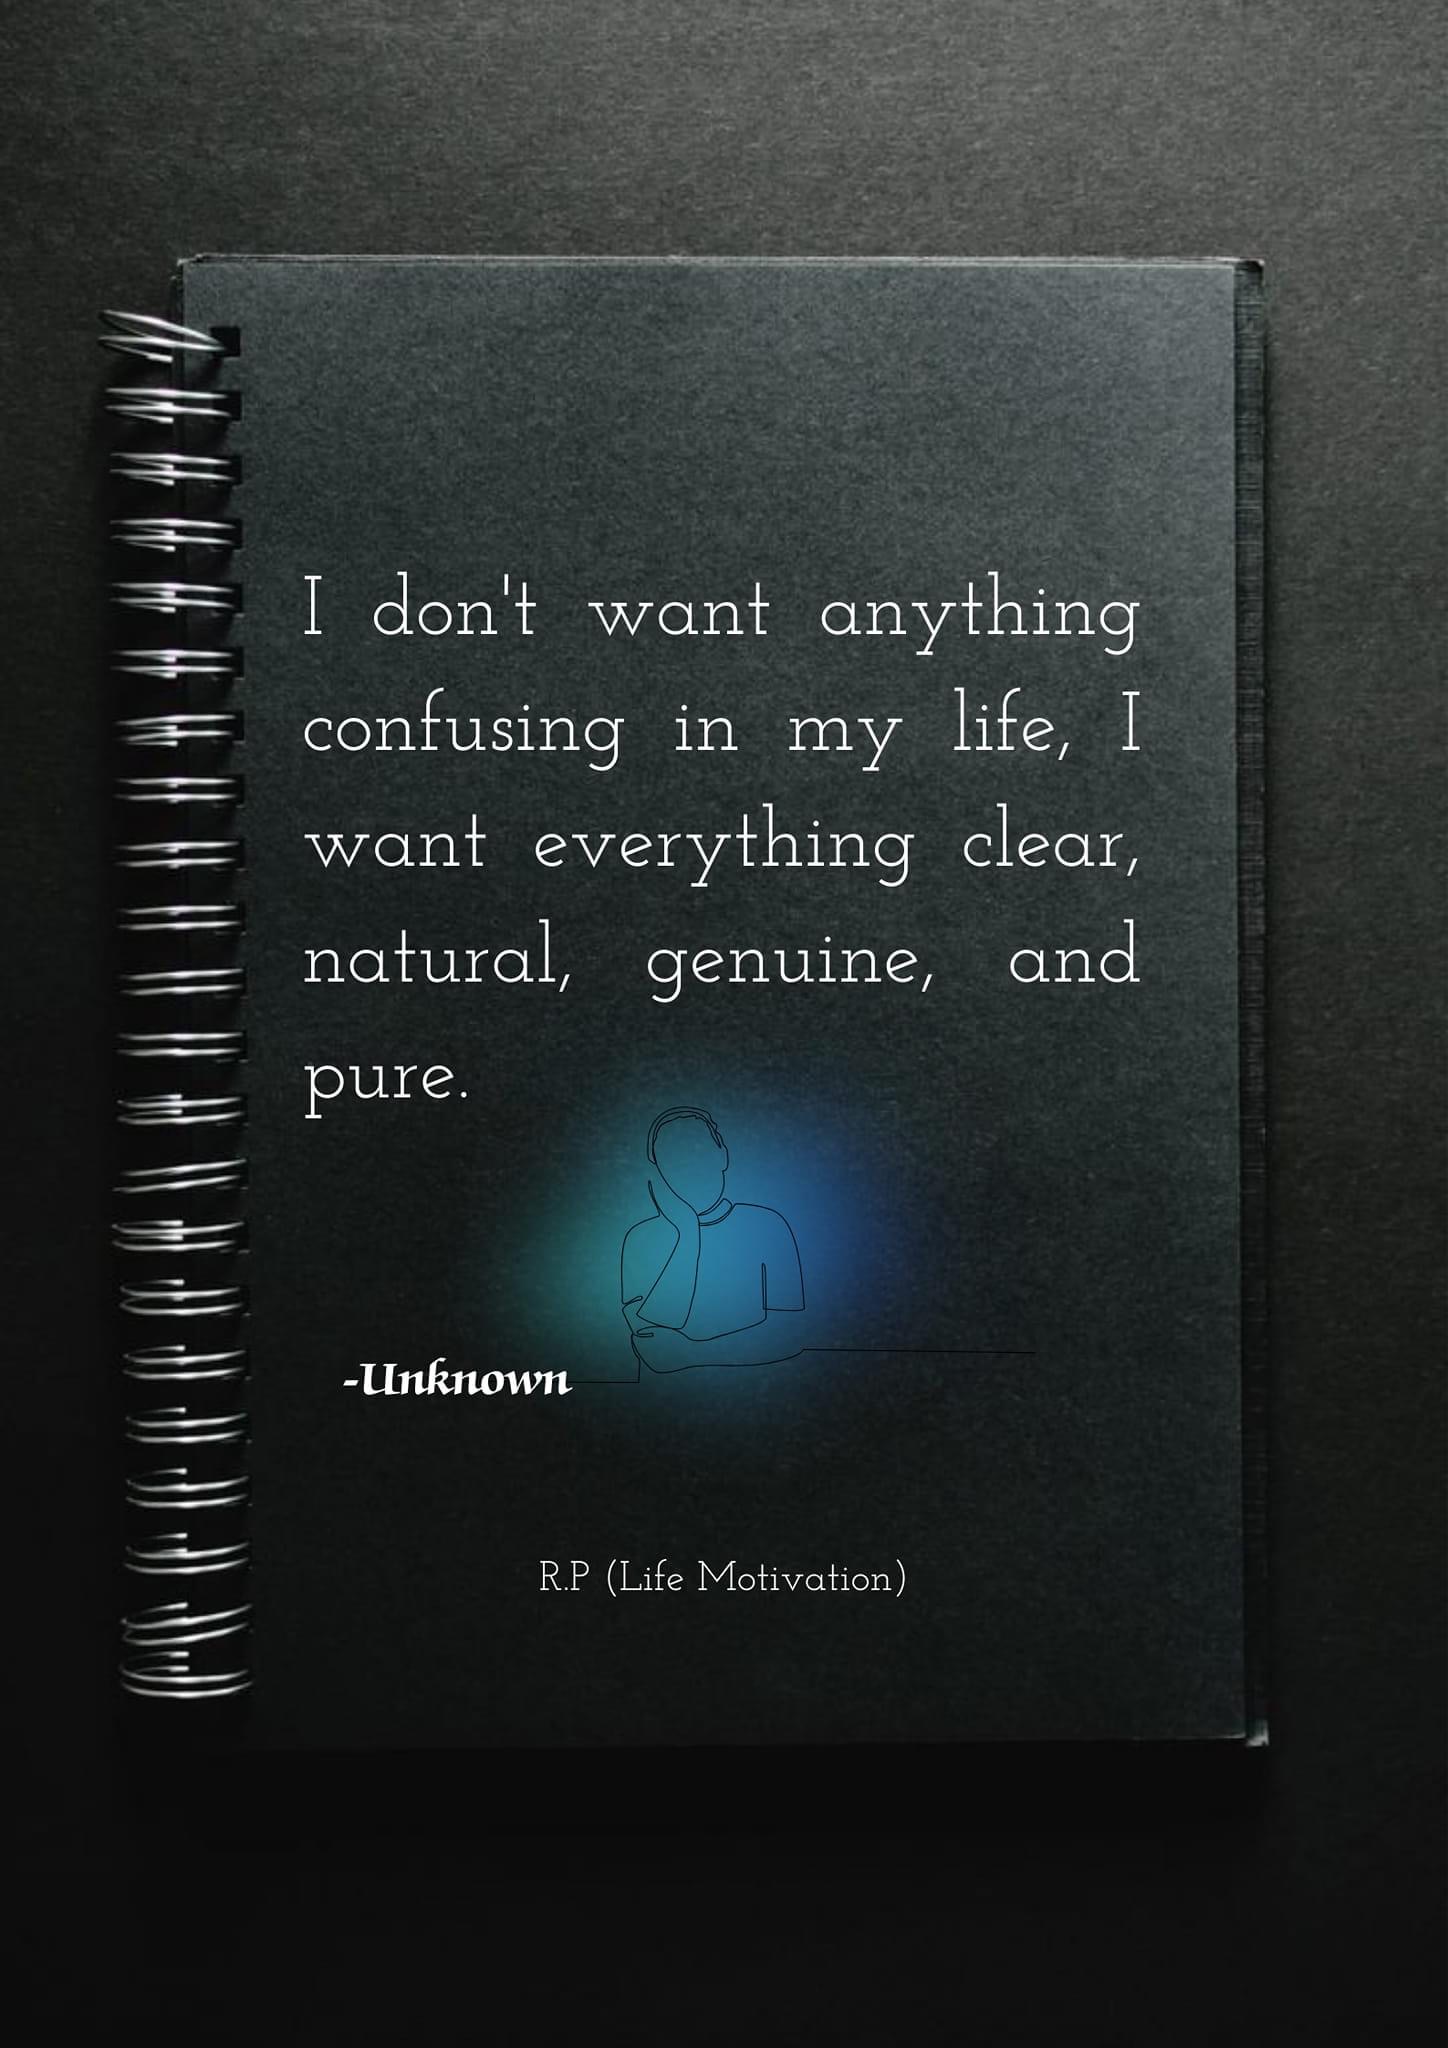 I don't want anything
confusing in my life, I
want everything clear,
natural, genuine, and
pure.
-Unknown
R.P (Life Motivation)